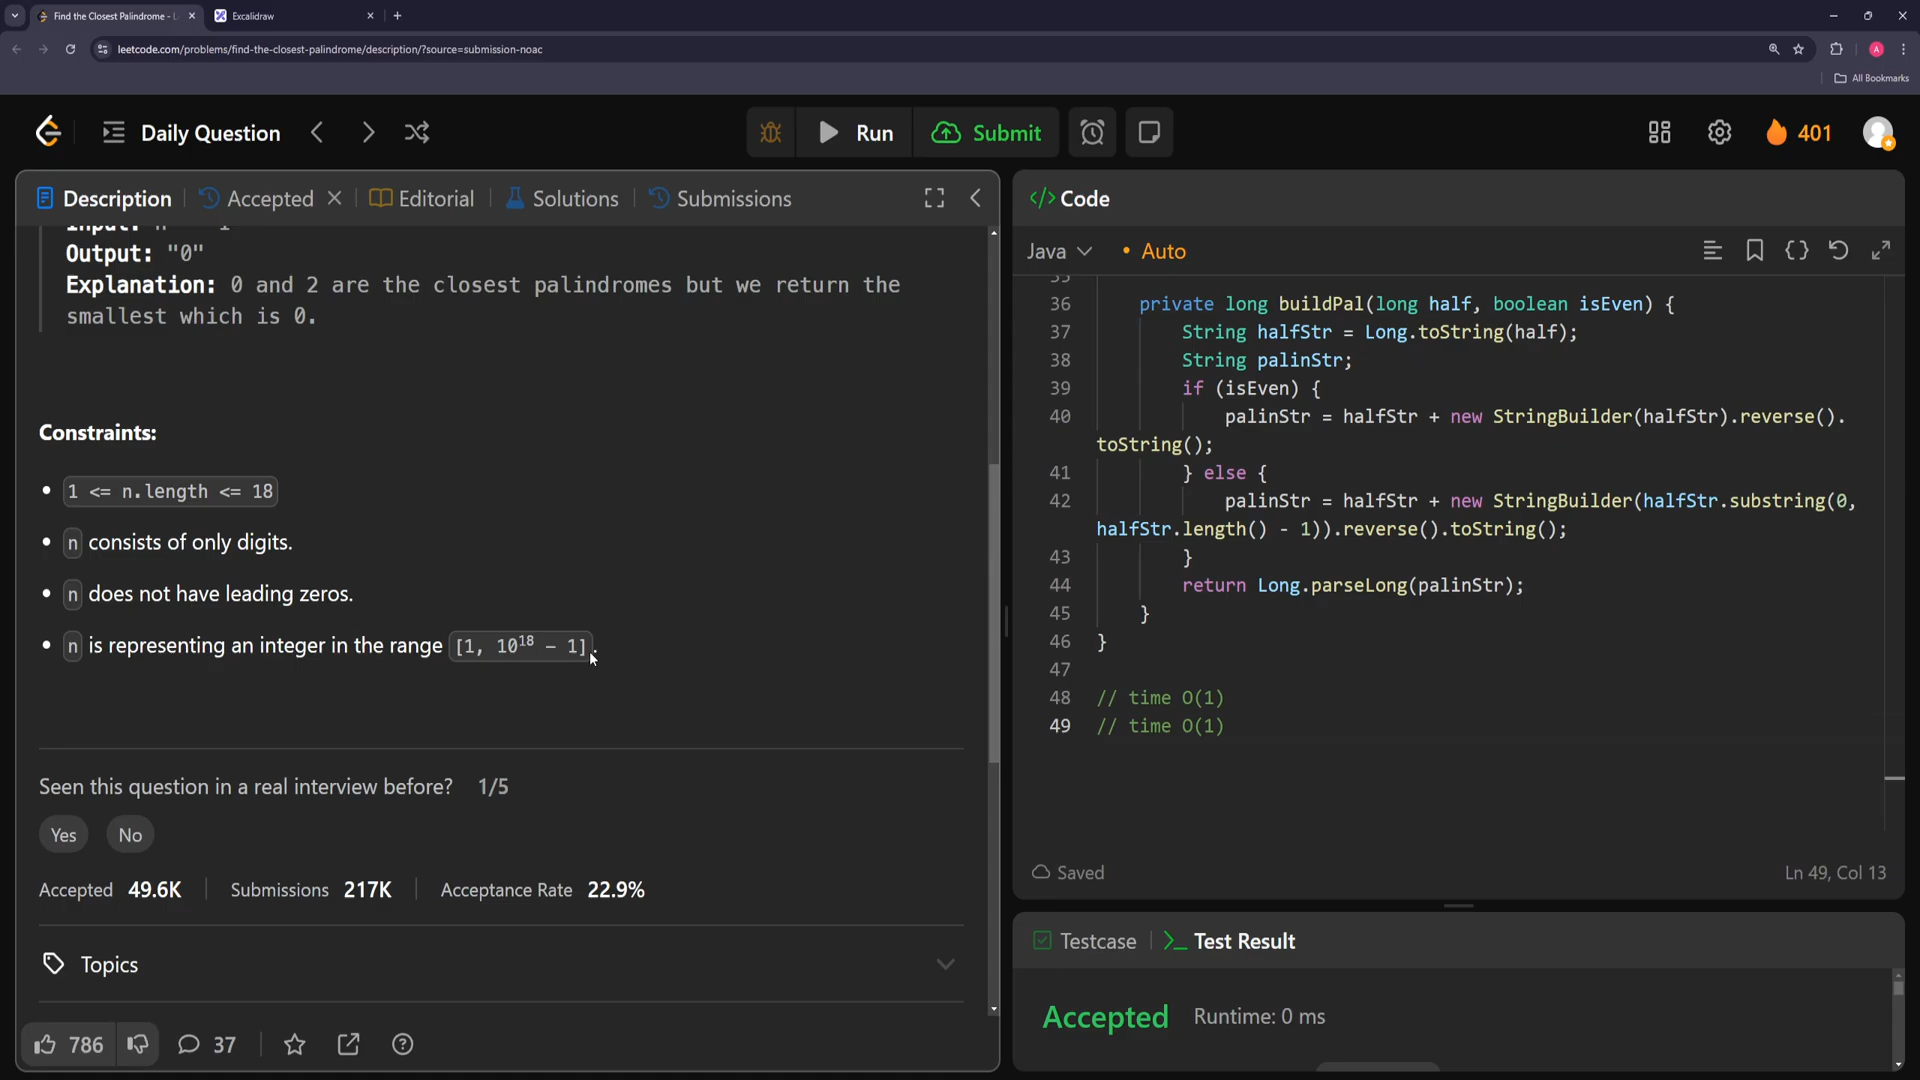 Find the Closest Palindrome - L
Excalidraw
leetcode.com/problems/find-the-closest-palindrome/description/?source=submission-noac
A
All Bookmarks
Daily Question
Run
Submit
401
Description
Accepted
Editorial
Solutions
Submissions
Output: "0"
Explanation: 0 and 2 are the closest palindromes but we return the
smallest which is 0.
Constraints:
• 1 <= n.length <= 18
• n consists of only digits.
• n does not have leading zeros.
• n is representing an integer in the range [1, 10^18 - 1].
Seen this question in a real interview before? 1/5
Yes
No
Accepted 49.6K
Submissions 217K
Acceptance Rate 22.9%
Topics
786
37
</> Code
Java
• Auto
36 private long buildPal(long half, boolean isEven) {
37 String halfStr = Long.toString(half);
38 String palinStr;
39 if (isEven) {
40 palinStr = halfStr + new StringBuilder(halfStr).reverse().
toString();
41 } else {
42 palinStr = halfStr + new StringBuilder(halfStr.substring(0,
halfStr.length() - 1)).reverse().toString();
43 }
44 return Long.parseLong(palinStr);
45 }
46 }
47
48 // time O(1)
49 // time O(1)
Saved
Ln 49, Col 13
Testcase
Test Result
Accepted
Runtime: 0 ms